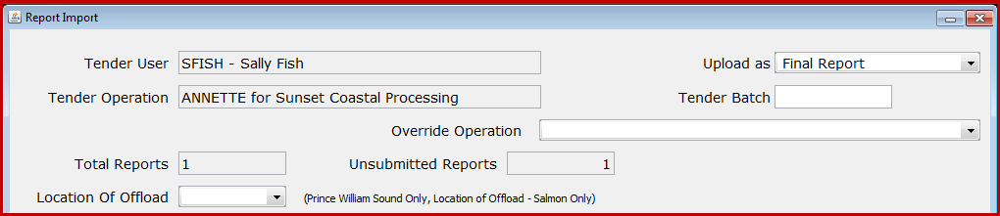 Report Import
Tender User SFISH - Sally Fish Upload as Final Report
Tender Operation ANNETTE for Sunset Coastal Processing Tender Batch
Override Operation
Total Reports 1 Unsubmitted Reports 1
Location Of Offload (Prince William Sound Only, Location of Offload - Salmon Only)